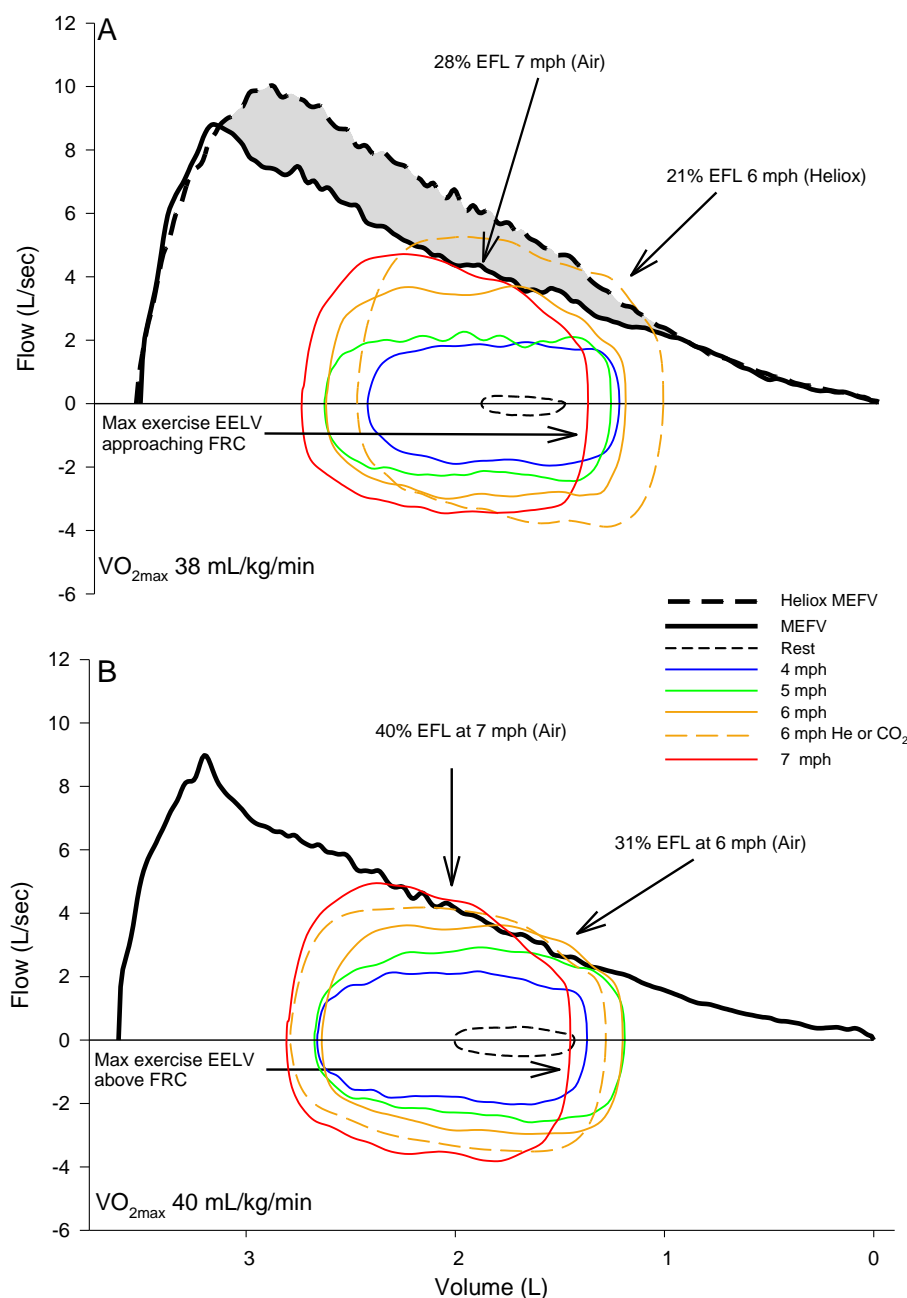 A
12
10
8
6
4
2
0
-2
-4
-6
Flow (L/sec)
28% EFL 7 mph (Air)
21% EFL 6 mph (Heliox)
Max exercise EELV
approaching FRC
VO2max 38 mL/kg/min
Heliox MEFV
MEFV
Rest
4 mph
5 mph
6 mph
6 mph He or CO2
7 mph
B
12
10
8
6
4
2
0
-2
-4
-6
Flow (L/sec)
40% EFL at 7 mph (Air)
31% EFL at 6 mph (Air)
Max exercise EELV
above FRC
VO2max 40 mL/kg/min
3
2
1
0
Volume (L)